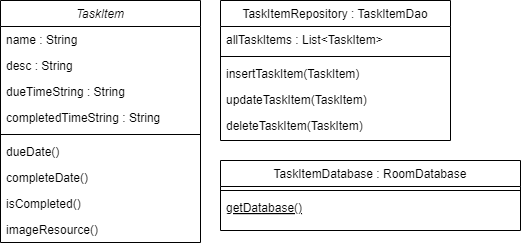 TaskItem
name : String
desc : String
dueTimeString : String
completedTimeString : String
dueDate()
completeDate()
isCompleted()
imageResource()
TaskItemRepository : TaskItemDao
allTaskItems : List<TaskItem>
insertTaskItem(TaskItem)
updateTaskItem(TaskItem)
deleteTaskItem(TaskItem)
TaskItemDatabase : RoomDatabase
getDatabase()